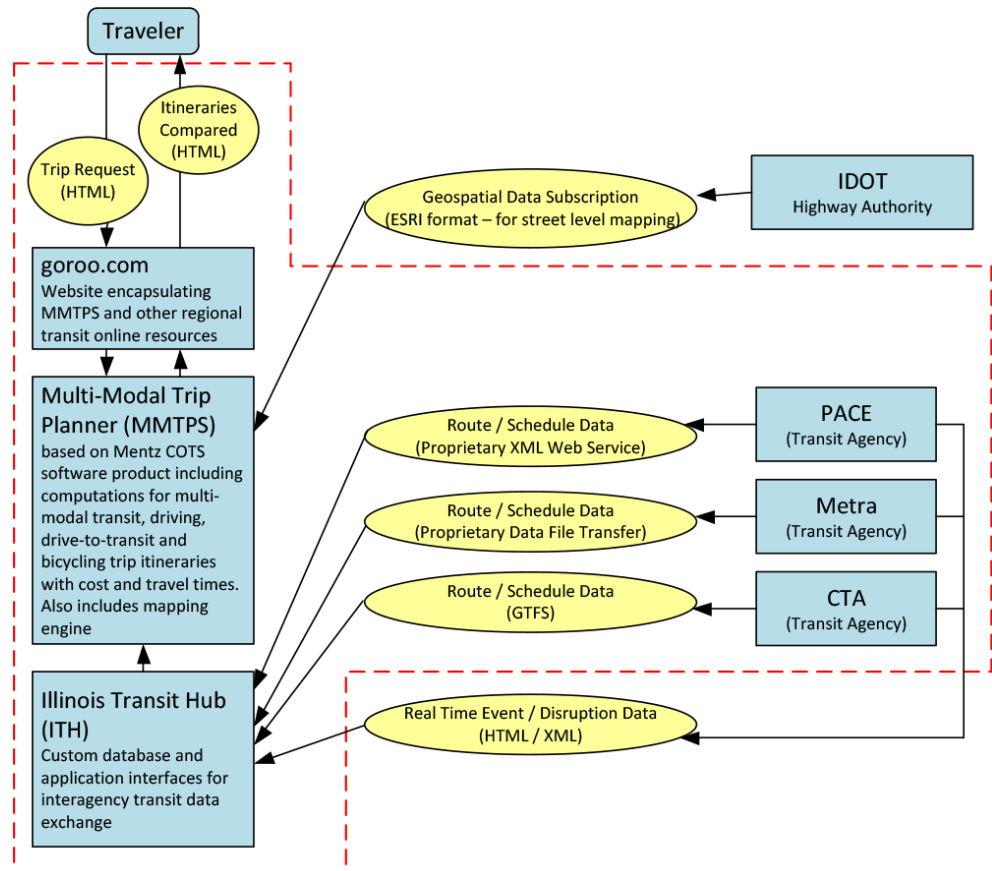 Traveler
Itineraries
Compared
(HTML)
Trip Request
(HTML)
Geospatial Data Subscription
(ESRI format – for street level mapping)
IDOT
Highway Authority
goroo.com
Website encapsulating
MMTPS and other regional
transit online resources
Multi-Modal Trip
Planner (MMTPS)
based on Mentz COTS
software product including
computations for multi-
modal transit, driving,
drive-to-transit and
bicycling trip itineraries
with cost and travel times.
Also includes mapping
engine
Route / Schedule Data
(Proprietary XML Web Service)
PACE
(Transit Agency)
Route / Schedule Data
(Proprietary Data File Transfer)
Metra
(Transit Agency)
Route / Schedule Data
(GTFS)
CTA
(Transit Agency)
Illinois Transit Hub
(ITH)
Custom database and
application interfaces for
interagency transit data
exchange
Real Time Event / Disruption Data
(HTML / XML)